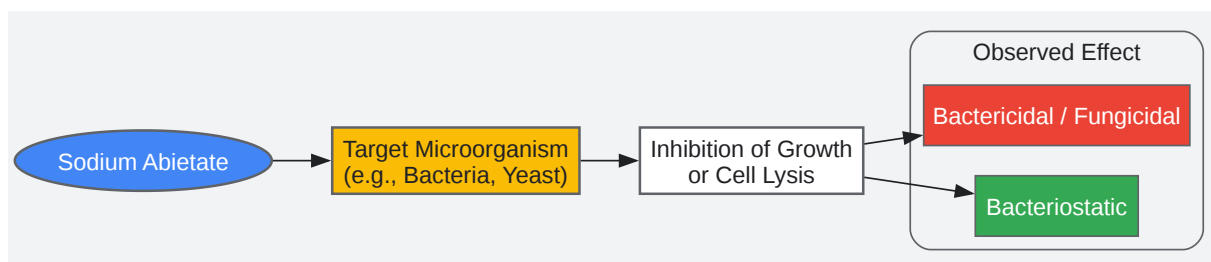 Sodium Abietate
Target Microorganism
(e.g., Bacteria, Yeast)
Inhibition of Growth
or Cell Lysis
Observed Effect
Bactericidal / Fungicidal
Bacteriostatic